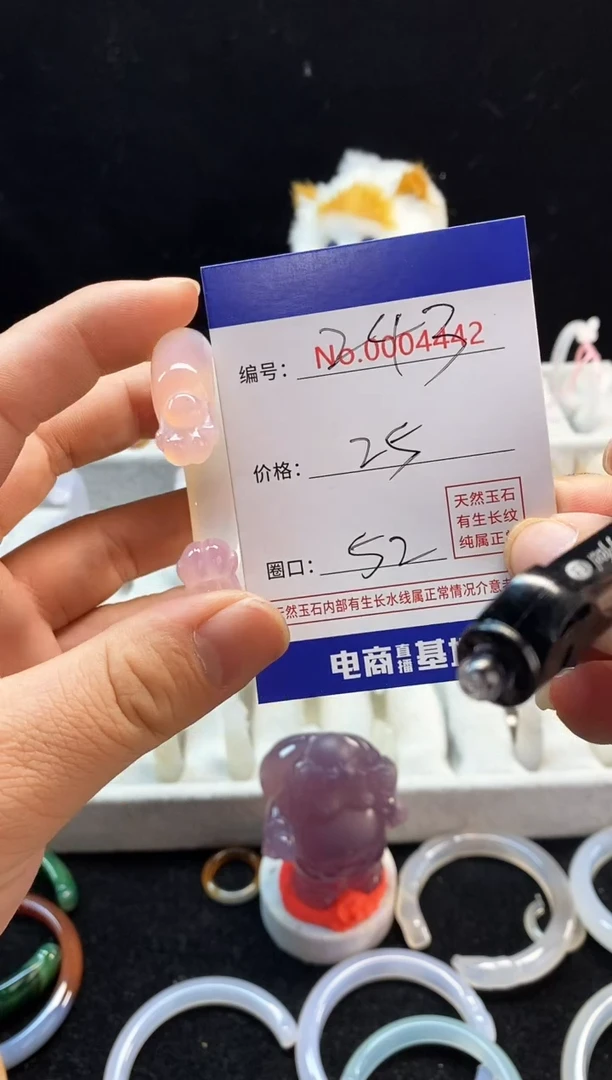 编号: 243
No.0004442
价格: 25
天然玉石
有生长纹
纯属正
圈口: 52
天然玉石内部有生长水线属正常情况介意
电商直播基